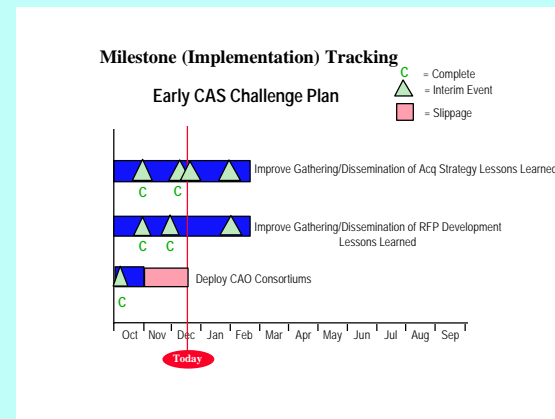 Milestone (Implementation) Tracking
C = Complete
= Interim Event
Early CAS Challenge Plan
= Slippage
Improve Gathering/Dissemination of Acq Strategy Lessons Learned
C C
Improve Gathering/Dissemination of RFP Development
Lessons Learned
C C
Deploy CAO Consortiums
C
Oct Nov Dec Jan Feb Mar Apr May Jun Jul Aug Sep
Today